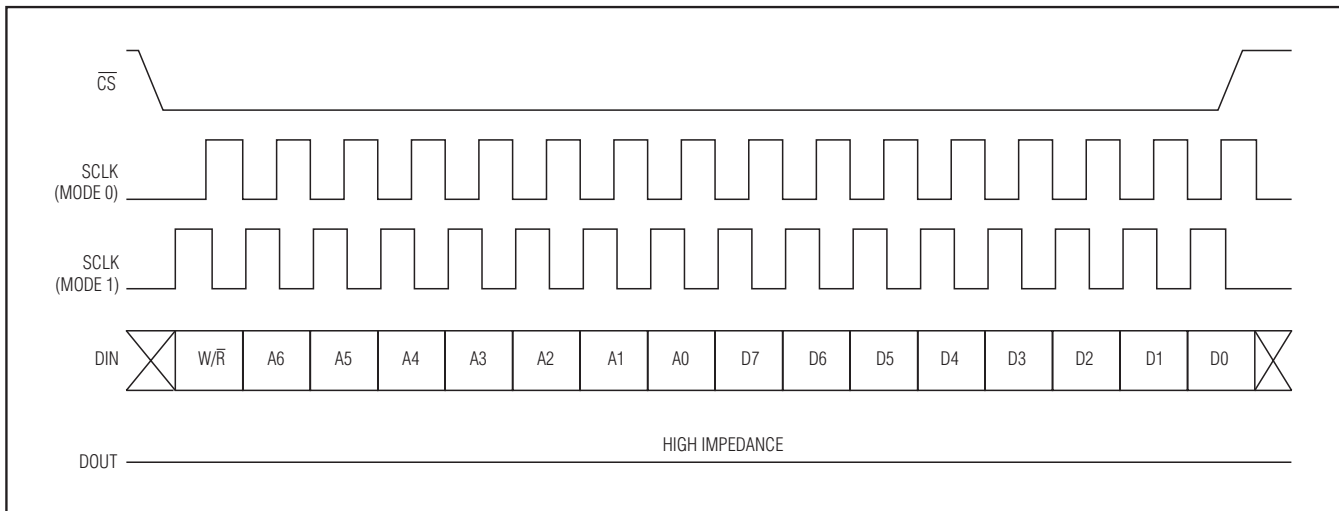 C̅S̅
SCLK
(MODE 0)
SCLK
(MODE 1)
DIN W/R̅ A6 A5 A4 A3 A2 A1 A0 D7 D6 D5 D4 D3 D2 D1 D0
HIGH IMPEDANCE
DOUT